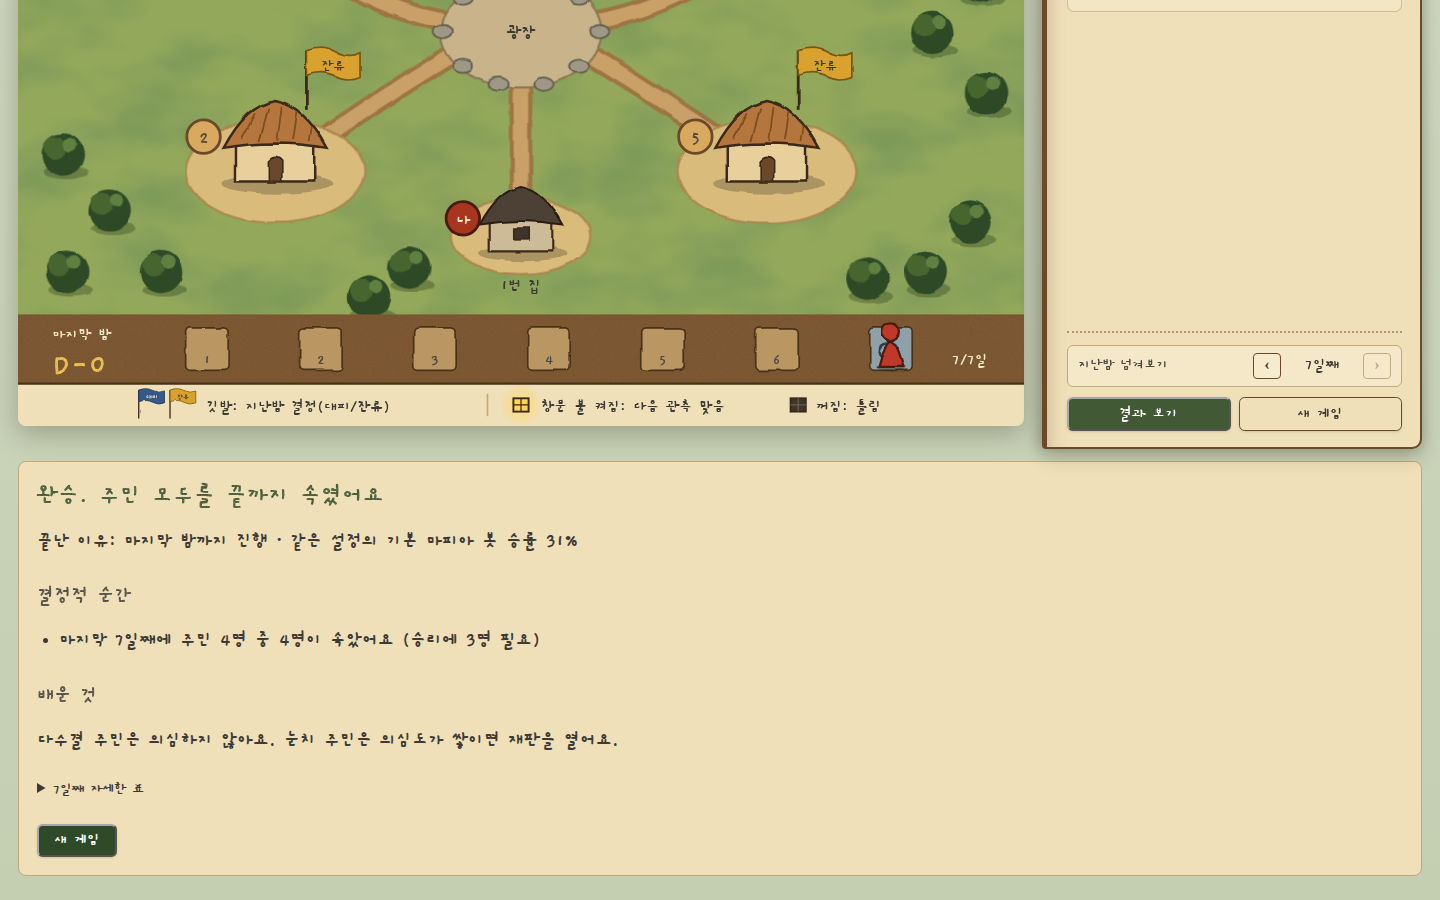 광장
잔류
잔류
2
5
나
1번 집
마지막 밤
D-0
1
2
3
4
5
6
7/7일
대피
잔류
깃발: 지난밤 결정(대피/잔류)
창문 불 켜짐: 다음 관측 맞음
꺼짐: 틀림
지난밤 넘겨보기
‹
7일째
›
결과 보기
새 게임
완승. 주민 모두를 끝까지 속였어요
끝난 이유: 마지막 밤까지 진행 · 같은 설정의 기본 마피아 봇 승률 31%
결정적 순간
• 마지막 7일째에 주민 4명 중 4명이 속았어요 (승리에 3명 필요)
배운 것
다수결 주민은 의심하지 않아요. 눈치 주민은 의심도가 쌓이면 재판을 열어요.
▶ 7일째 자세한 표
새 게임